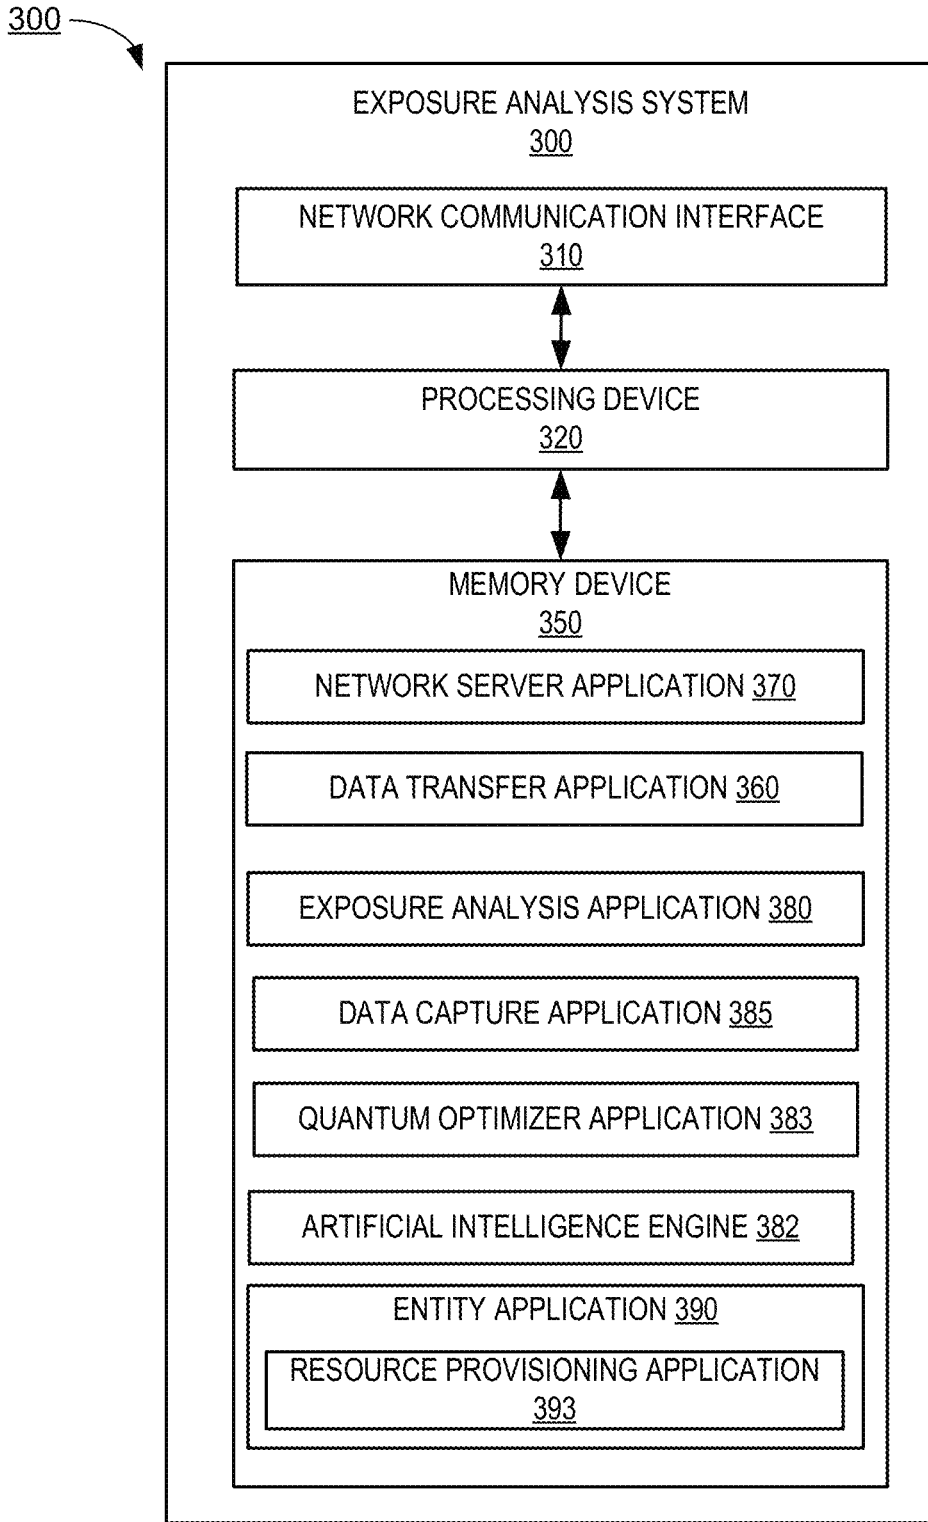 300
EXPOSURE ANALYSIS SYSTEM
300
NETWORK COMMUNICATION INTERFACE
310
PROCESSING DEVICE
320
MEMORY DEVICE
350
NETWORK SERVER APPLICATION 370
DATA TRANSFER APPLICATION 360
EXPOSURE ANALYSIS APPLICATION 380
DATA CAPTURE APPLICATION 385
QUANTUM OPTIMIZER APPLICATION 383
ARTIFICIAL INTELLIGENCE ENGINE 382
ENTITY APPLICATION 390
RESOURCE PROVISIONING APPLICATION
393